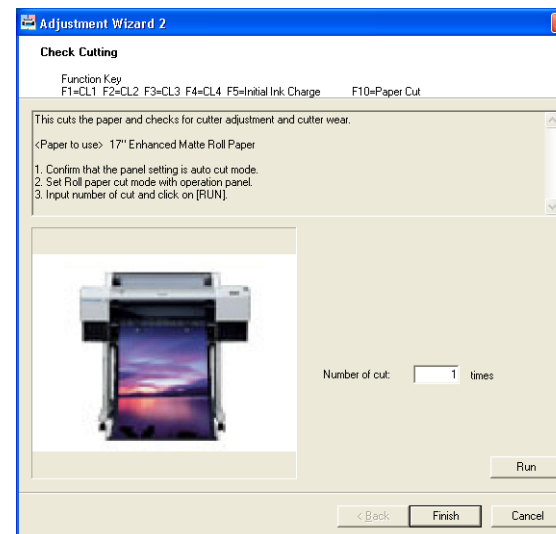 Adjustment Wizard 2
Check Cutting
Function Key
F1=CL1 F2=CL2 F3=CL3 F4=CL4 F5=Initial Ink Charge F10=Paper Cut
This cuts the paper and checks for cutter adjustment and cutter wear.
<Paper to use> 17" Enhanced Matte Roll Paper
1. Confirm that the panel setting is auto cut mode.
2. Set Roll paper cut mode with operation panel.
3. Input number of cut and click on [RUN].
Number of cut: 1 times
Run
< Back Finish Cancel